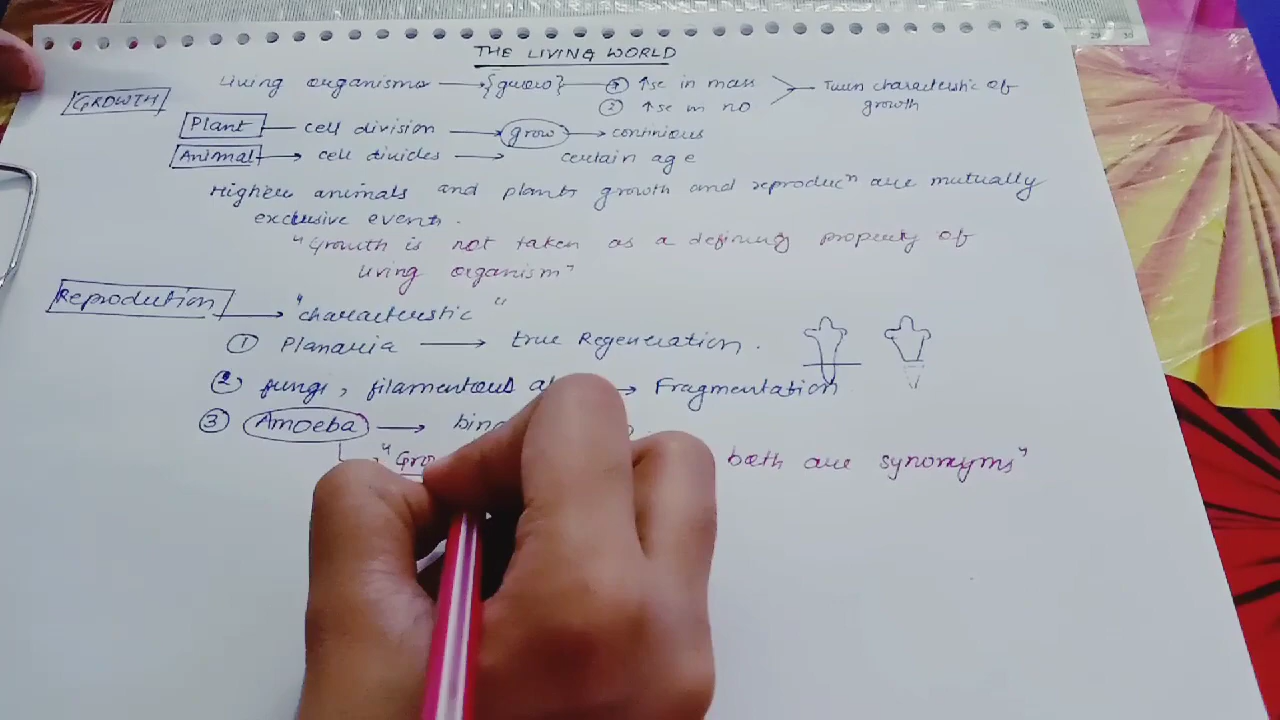 THE LIVING WORLD
GROWTH
Living organisms → {grow} → ① ↑se in mass
② ↑se in no
Twin characteristic of growth
Plant — cell division → grow → continious
Animal → cell divides → certain age
Higher animals and plants growth and reproducⁿ are mutually
exclusive events.
"Growth is not taken as a defining property of
living organism"
Reprodution → "characteristic"
① Planaria → true Regeneration.
② fungi, filamentous → Fragmentation
③ Amoeba →
both are synonyms"